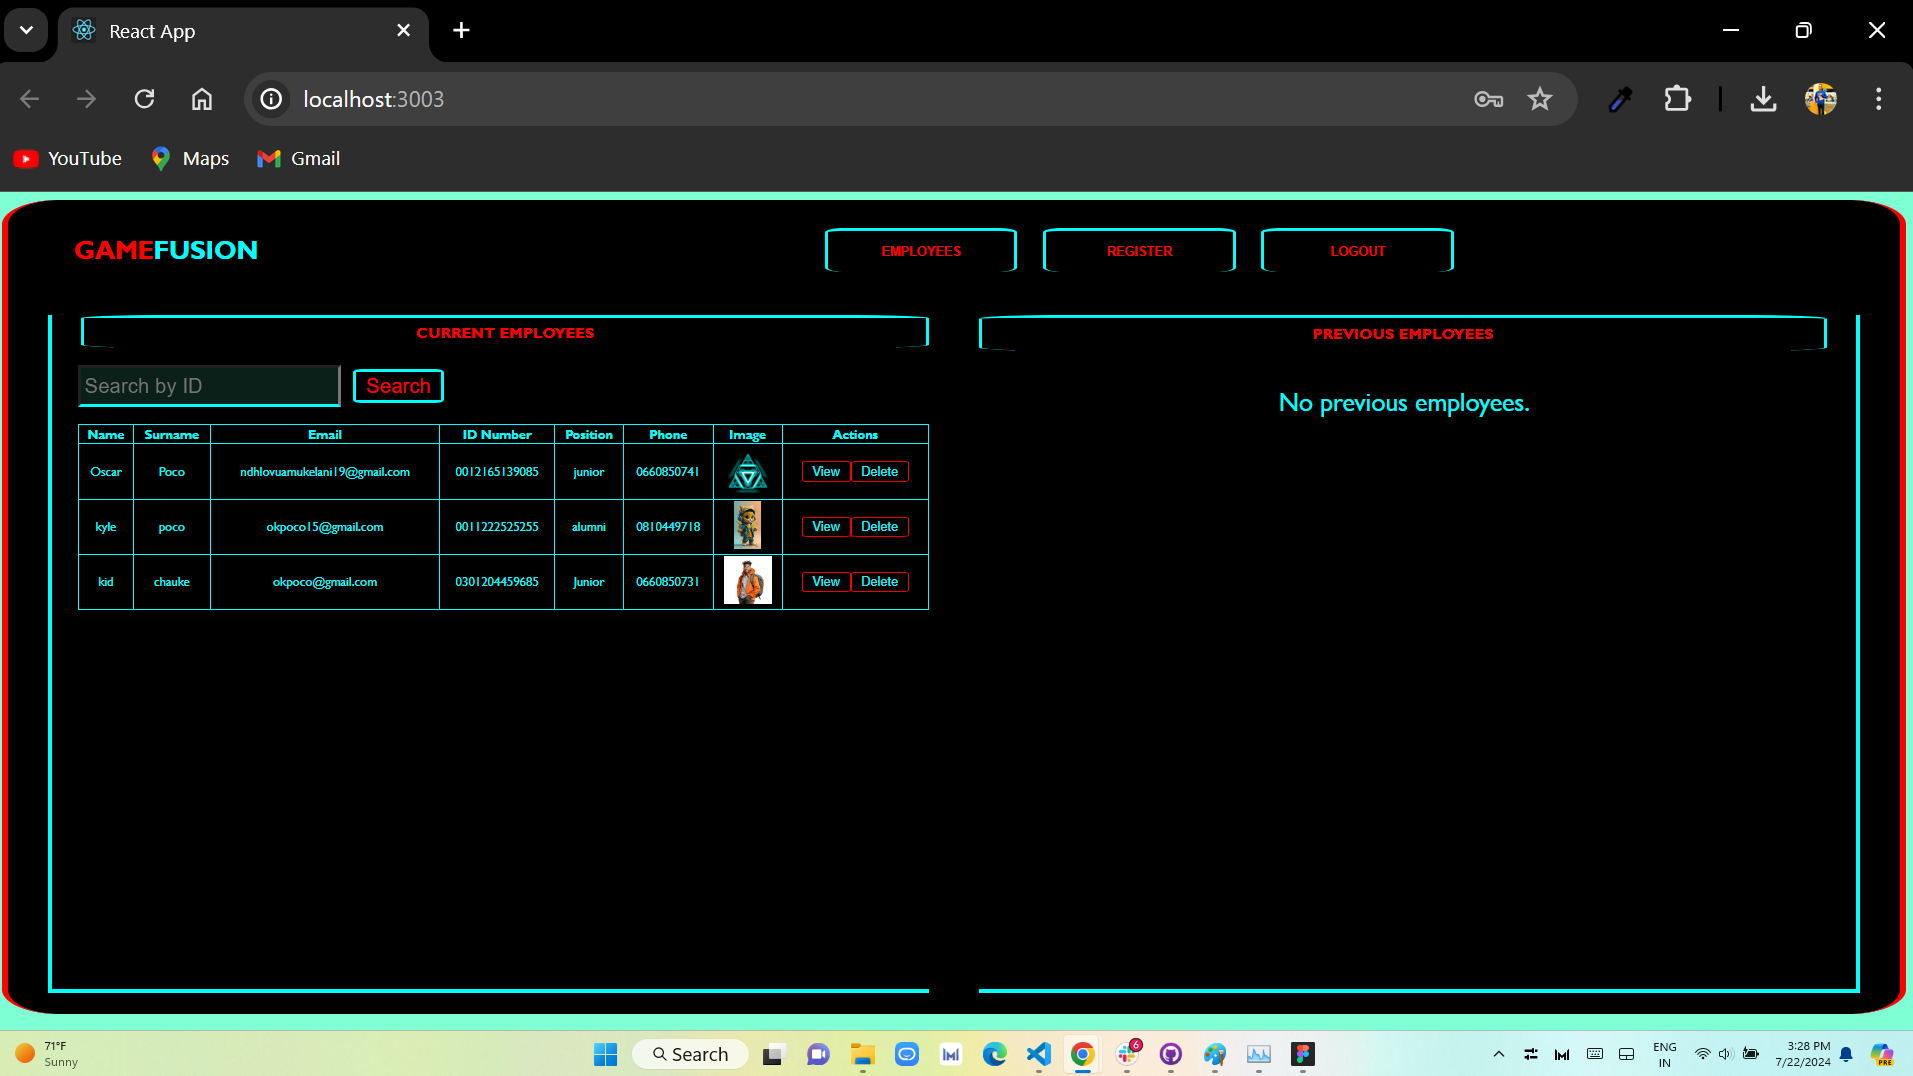 React App
localhost:3003
YouTube Maps Gmail
GAMEFUSION
EMPLOYEES REGISTER LOGOUT
CURRENT EMPLOYEES
PREVIOUS EMPLOYEES
Search by ID Search
No previous employees.
Name Surname Email ID Number Position Phone Image Actions
Oscar Poco ndhlovuamukelani19@gmail.com 0012165139085 junior 0660850741 View Delete
kyle poco okpoco15@gmail.com 0011222525255 alumni 0810449718 View Delete
kid chauke okpoco@gmail.com 0301204459685 Junior 0660850731 View Delete
71°F
Sunny
Search
6
ENG
IN
3:28 PM
7/22/2024
PRE